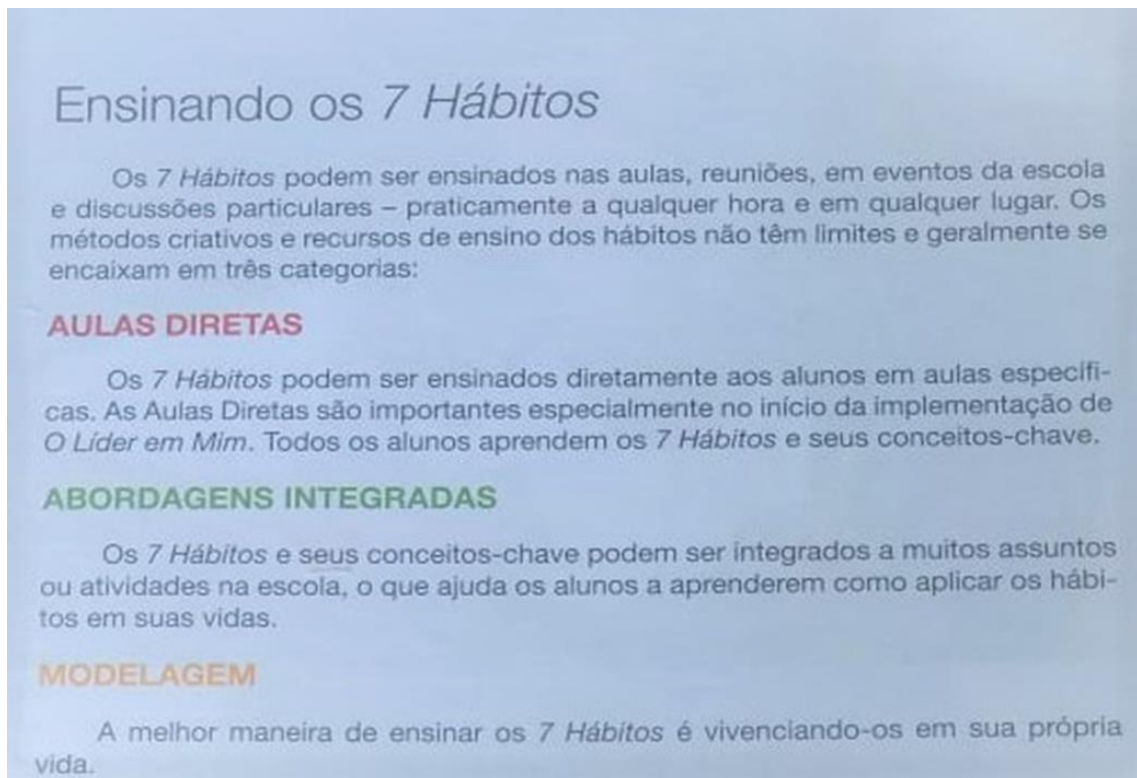 Ensinando os 7 Hábitos
Os 7 Hábitos podem ser ensinados nas aulas, reuniões, em eventos da escola
e discussões particulares – praticamente a qualquer hora e em qualquer lugar. Os
métodos criativos e recursos de ensino dos hábitos não têm limites e geralmente se
encaixam em três categorias:
AULAS DIRETAS
Os 7 Hábitos podem ser ensinados diretamente aos alunos em aulas específi-
cas. As Aulas Diretas são importantes especialmente no início da implementação de
O Líder em Mim. Todos os alunos aprendem os 7 Hábitos e seus conceitos-chave.
ABORDAGENS INTEGRADAS
Os 7 Hábitos e seus conceitos-chave podem ser integrados a muitos assuntos
ou atividades na escola, o que ajuda os alunos a aprenderem como aplicar os hábi-
tos em suas vidas.
MODELAGEM
A melhor maneira de ensinar os 7 Hábitos é vivenciando-os em sua própria
vida.